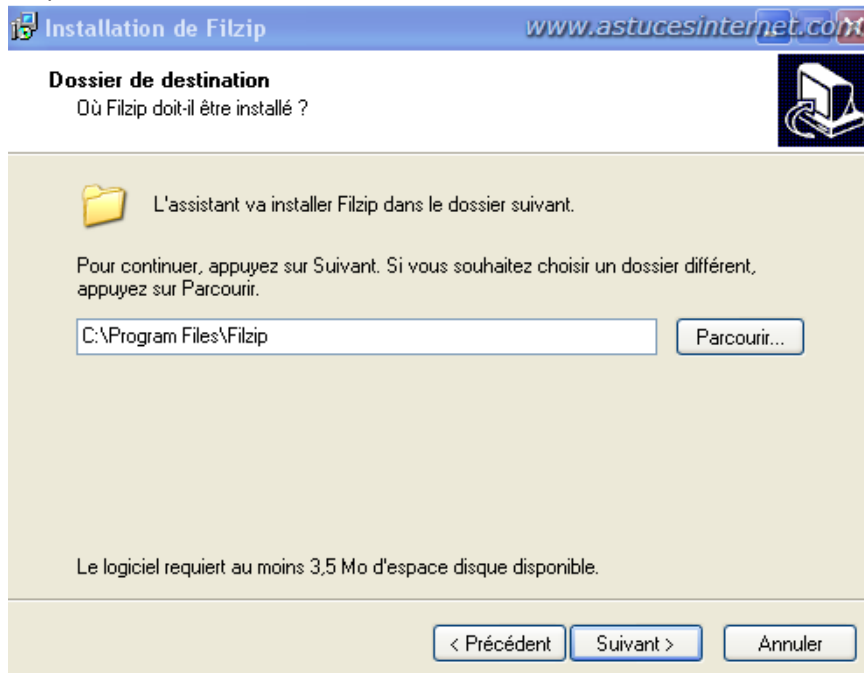 Installation de Filzip
www.astucesinternet.com
Dossier de destination
Où Filzip doit-il être installé ?
L'assistant va installer Filzip dans le dossier suivant.
Pour continuer, appuyez sur Suivant. Si vous souhaitez choisir un dossier différent,
appuyez sur Parcourir.
C:\Program Files\Filzip
Parcourir...
Le logiciel requiert au moins 3,5 Mo d'espace disque disponible.
< Précédent
Suivant >
Annuler